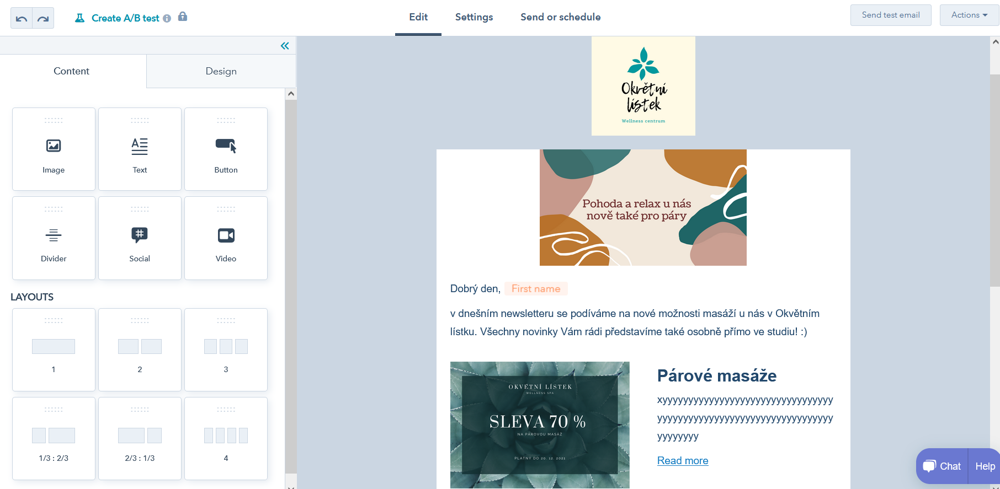 Create A/B test
Edit
Settings
Send or schedule
Send test email
Actions
Content
Design
Image
Text
Button
Divider
Social
Video
LAYOUTS
1
2
3
1/3 : 2/3
2/3 : 1/3
4
Okvětní
lístek
Wellness centrum
Pohoda a relax u nás
nově také pro páry
Dobrý den, First name
v dnešním newsletteru se podíváme na nové možnosti masáží u nás v Okvětním
lístku. Všechny novinky Vám rádi představíme také osobně přímo ve studiu! :)
OKVĚTNÍ LÍSTEK
WELLNESS SPA
SLEVA 70 %
NA PÁROVOU MASÁŽ
PLATNÝ DO 20. 12. 2021
Párové masáže
xyyyyyyyyyyyyyyyyyyyyyyyyyyyyyyyyy
yyyyyyyyyyyyyyyyyyyyyyyyyyyyyyyyyy
yyyyyyyy
Read more
Chat
Help